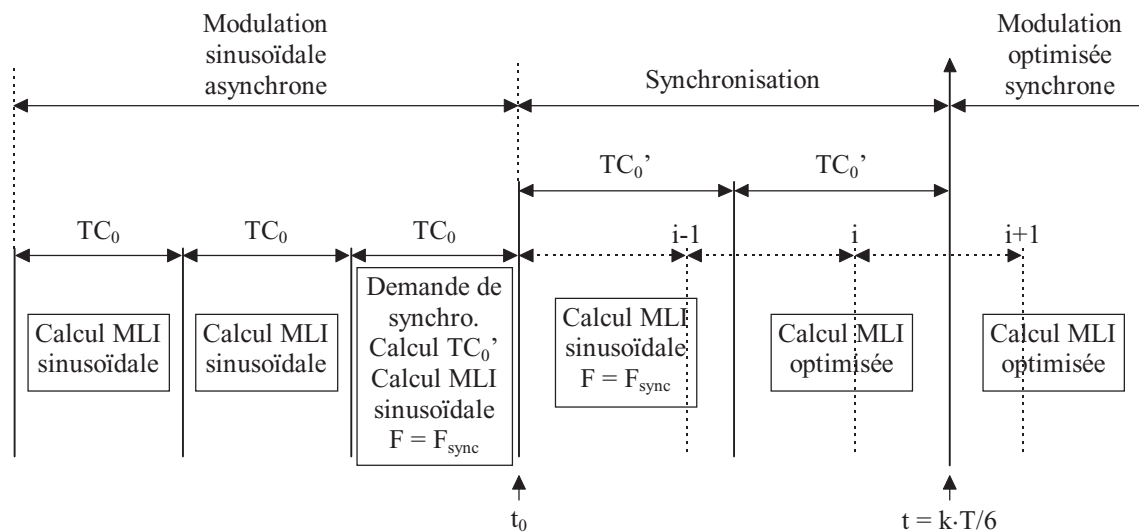 Modulation
sinusoïdale
asynchrone
Synchronisation
Modulation
optimisée
synchrone
TC₀’
TC₀’
TC₀
TC₀
TC₀
i-1
i
i+1
Calcul MLI
sinusoïdale
Calcul MLI
sinusoïdale
Demande de
synchro.
Calcul TC₀’
Calcul MLI
sinusoïdale
F = Fsync
Calcul MLI
sinusoïdale
F = Fsync
Calcul MLI
optimisée
Calcul MLI
optimisée
t₀
t = k·T/6